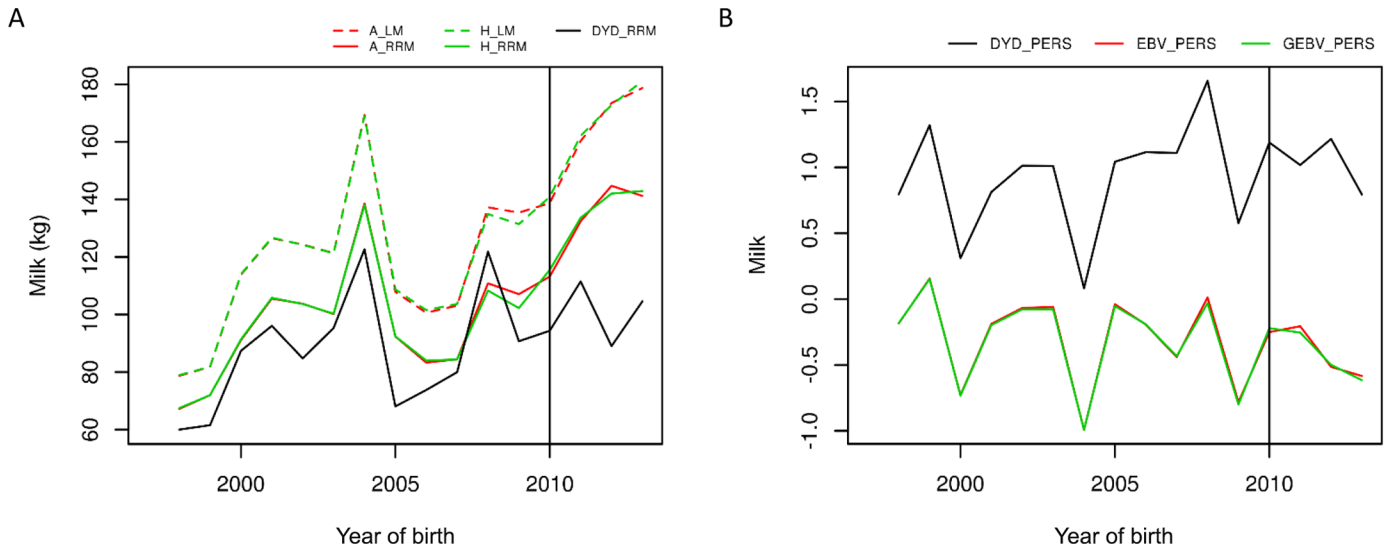 A
A_LM H_LM DYD_RRM
A_RRM H_RRM
180
160
140
120
100
80
60
Milk (kg)
2000 2005 2010
Year of birth
B
DYD_PERS EBV_PERS GEBV_PERS
1.5
1.0
0.5
0.0
-0.5
-1.0
Milk
2000 2005 2010
Year of birth